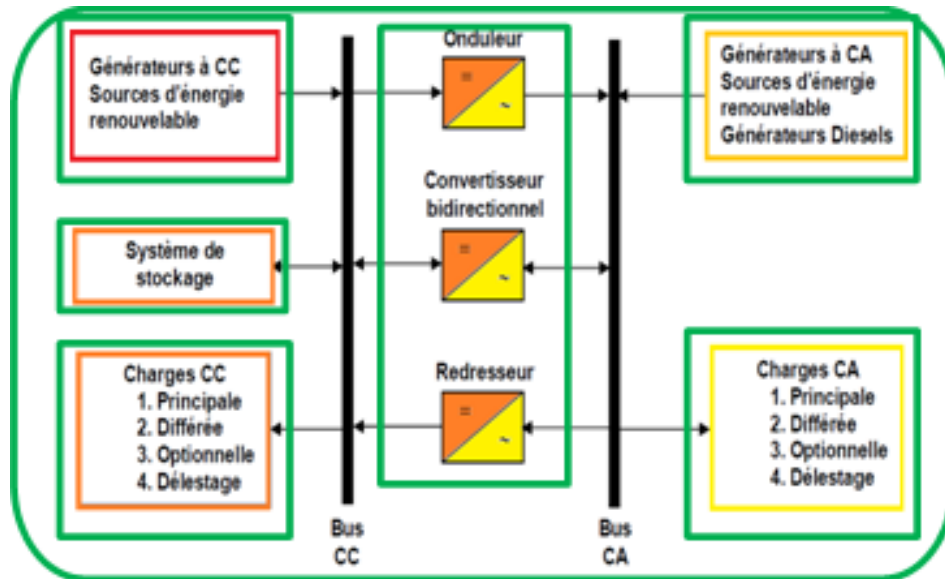 Générateurs à CC
Sources d'énergie
renouvelable
Onduleur
=
~
Générateurs à CA
Sources d'énergie
renouvelable
Générateurs Diesels
Système de
stockage
Convertisseur
bidirectionnel
=
~
Charges CC
1. Principale
2. Différée
3. Optionnelle
4. Délestage
Redresseur
=
~
Charges CA
1. Principale
2. Différée
3. Optionnelle
4. Délestage
Bus
CC
Bus
CA